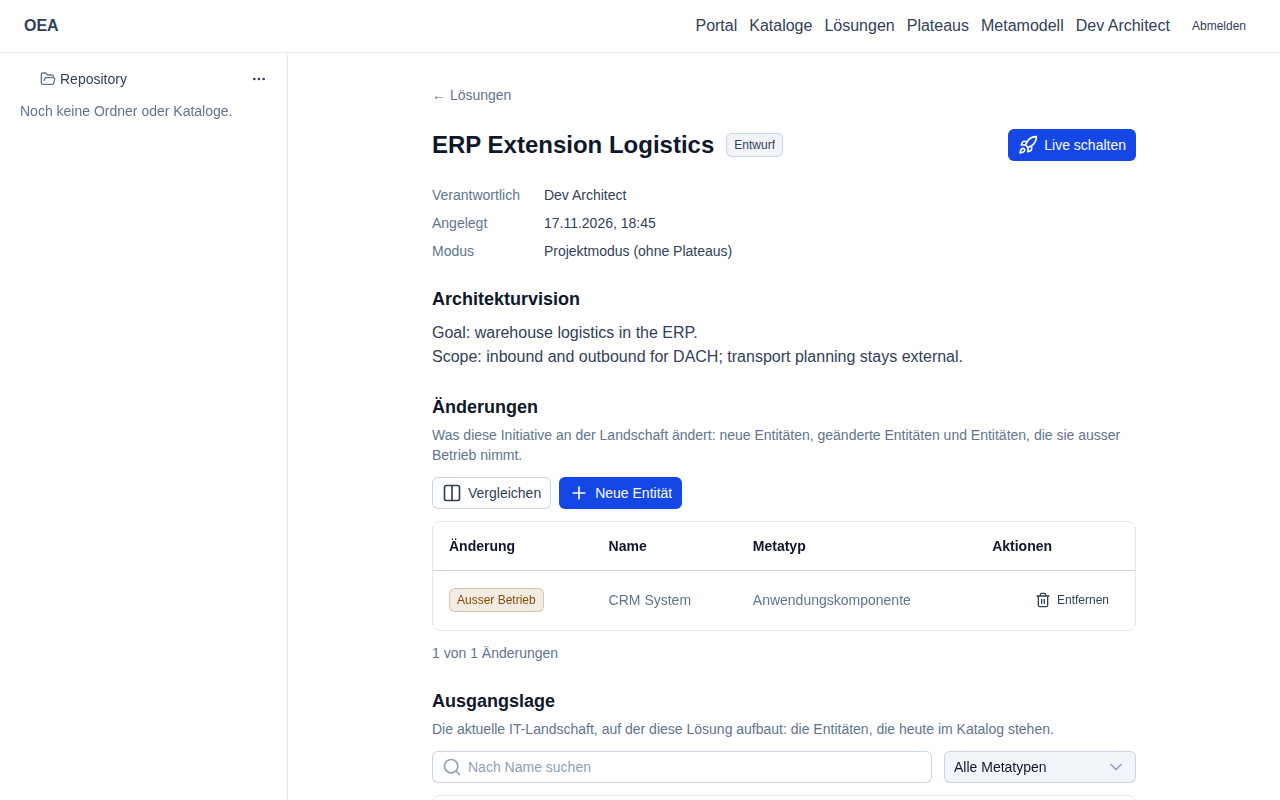 OEA
Portal Kataloge Lösungen Plateaus Metamodell Dev Architect Abmelden
Repository
Noch keine Ordner oder Kataloge.
← Lösungen
ERP Extension Logistics Entwurf Live schalten
Verantwortlich Dev Architect
Angelegt 17.11.2026, 18:45
Modus Projektmodus (ohne Plateaus)
Architekturvision
Goal: warehouse logistics in the ERP.
Scope: inbound and outbound for DACH; transport planning stays external.
Änderungen
Was diese Initiative an der Landschaft ändert: neue Entitäten, geänderte Entitäten und Entitäten, die sie ausser
Betrieb nimmt.
Vergleichen Neue Entität
Änderung Name Metatyp Aktionen
Ausser Betrieb CRM System Anwendungskomponente Entfernen
1 von 1 Änderungen
Ausgangslage
Die aktuelle IT-Landschaft, auf der diese Lösung aufbaut: die Entitäten, die heute im Katalog stehen.
Nach Name suchen Alle Metatypen